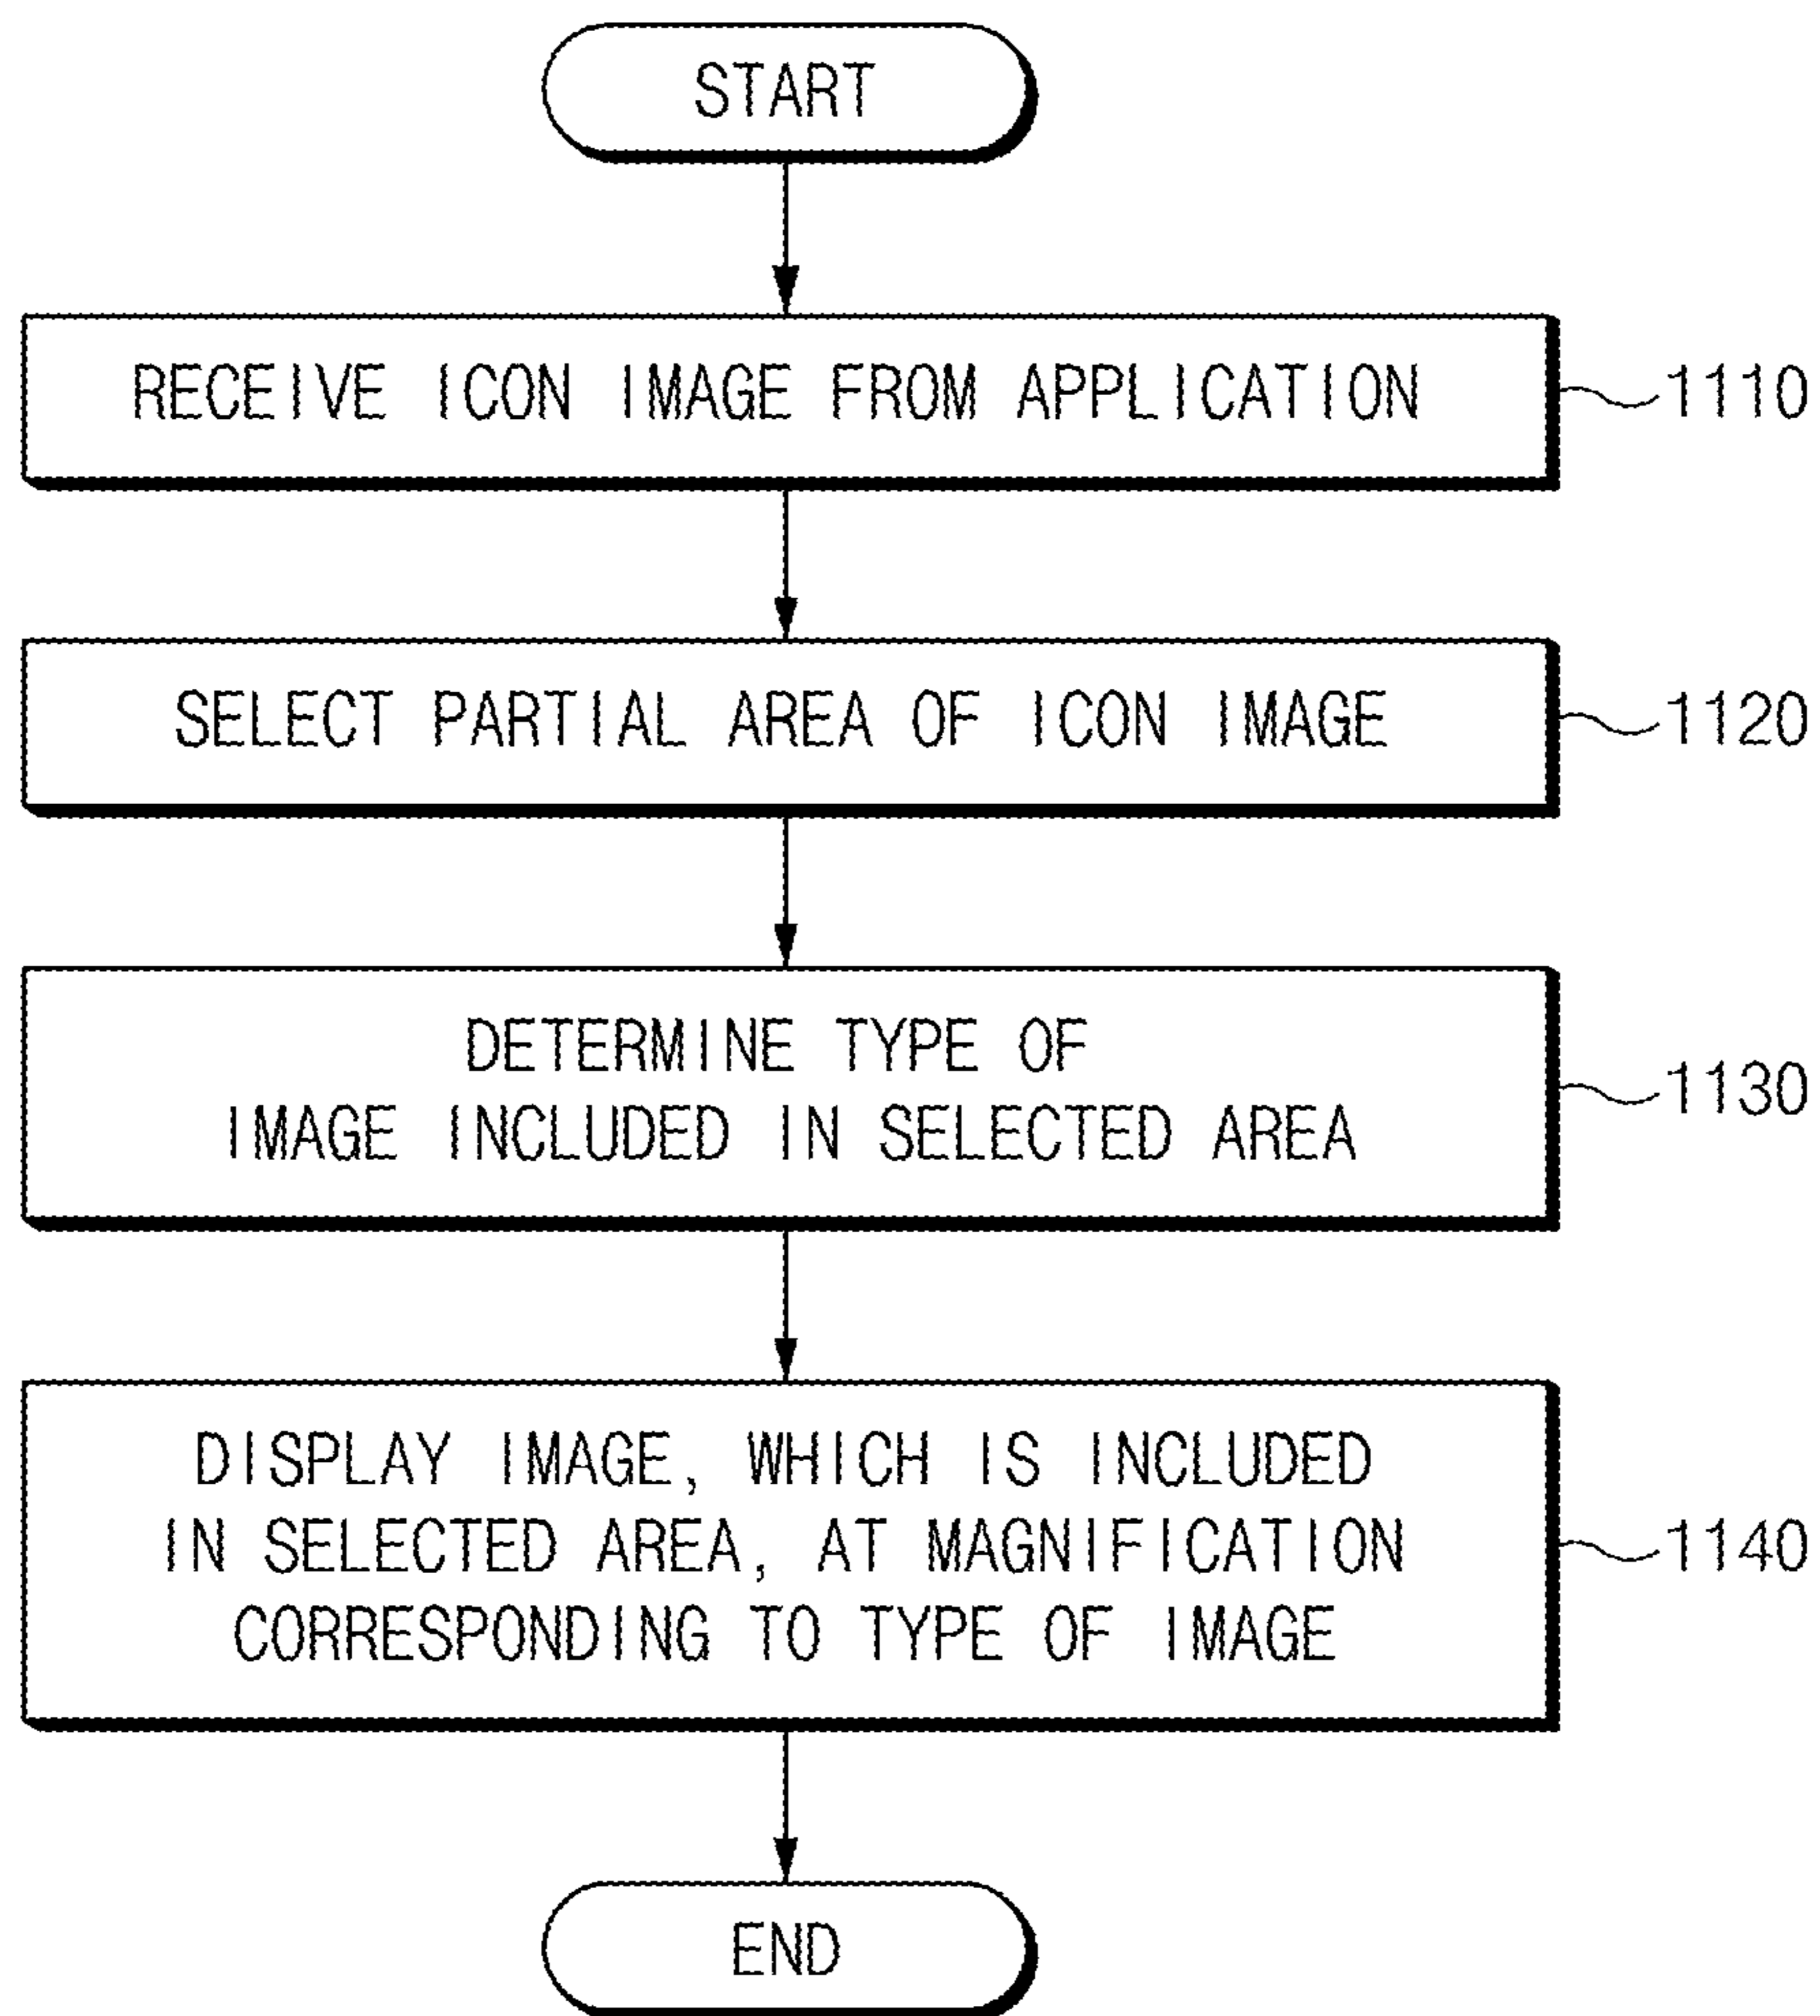 START
RECEIVE ICON IMAGE FROM APPLICATION
1110
SELECT PARTIAL AREA OF ICON IMAGE
1120
DETERMINE TYPE OF
IMAGE INCLUDED IN SELECTED AREA
1130
DISPLAY IMAGE, WHICH IS INCLUDED
IN SELECTED AREA, AT MAGNIFICATION
CORRESPONDING TO TYPE OF IMAGE
1140
END